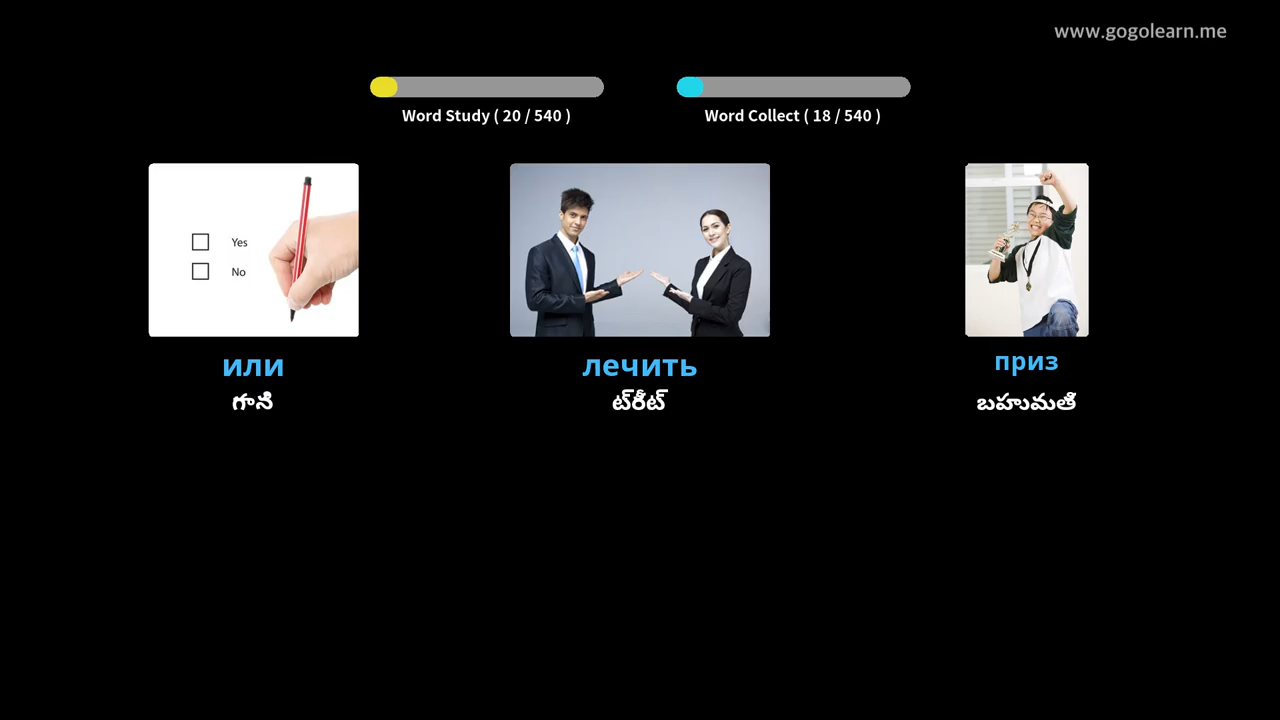 www.gogolearn.me
Word Study ( 20 / 540 )
Word Collect ( 18 / 540 )
Yes
No
или
лечить
приз
గాని
ట్రీట్
బహుమతి